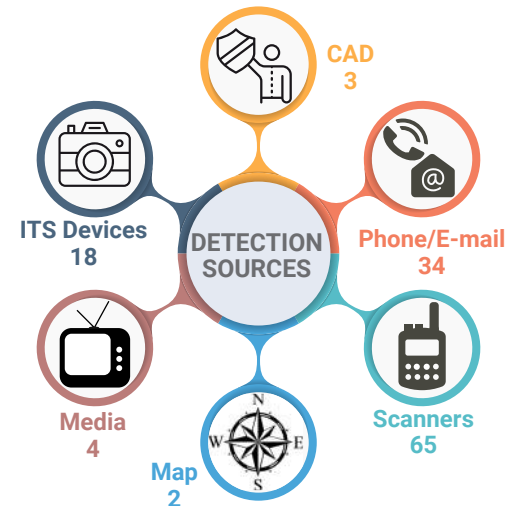 CAD
3
ITS Devices
18
DETECTION
SOURCES
Phone/E-mail
34
@
Media
4
Scanners
65
N
W
E
S
Map
2